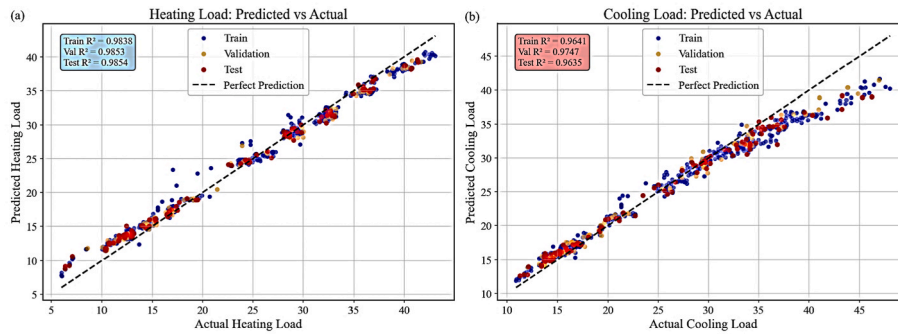 (a)
Heating Load: Predicted vs Actual
Train R² = 0.9838
Val R² = 0.9853
Test R² = 0.9854
Train
Validation
Test
Perfect Prediction
Predicted Heating Load
40
35
30
25
20
15
10
5
5 10 15 20 25 30 35 40
Actual Heating Load
(b)
Cooling Load: Predicted vs Actual
Train R² = 0.9641
Val R² = 0.9747
Test R² = 0.9635
Train
Validation
Test
Perfect Prediction
Predicted Cooling Load
45
40
35
30
25
20
15
10
10 15 20 25 30 35 40 45
Actual Cooling Load